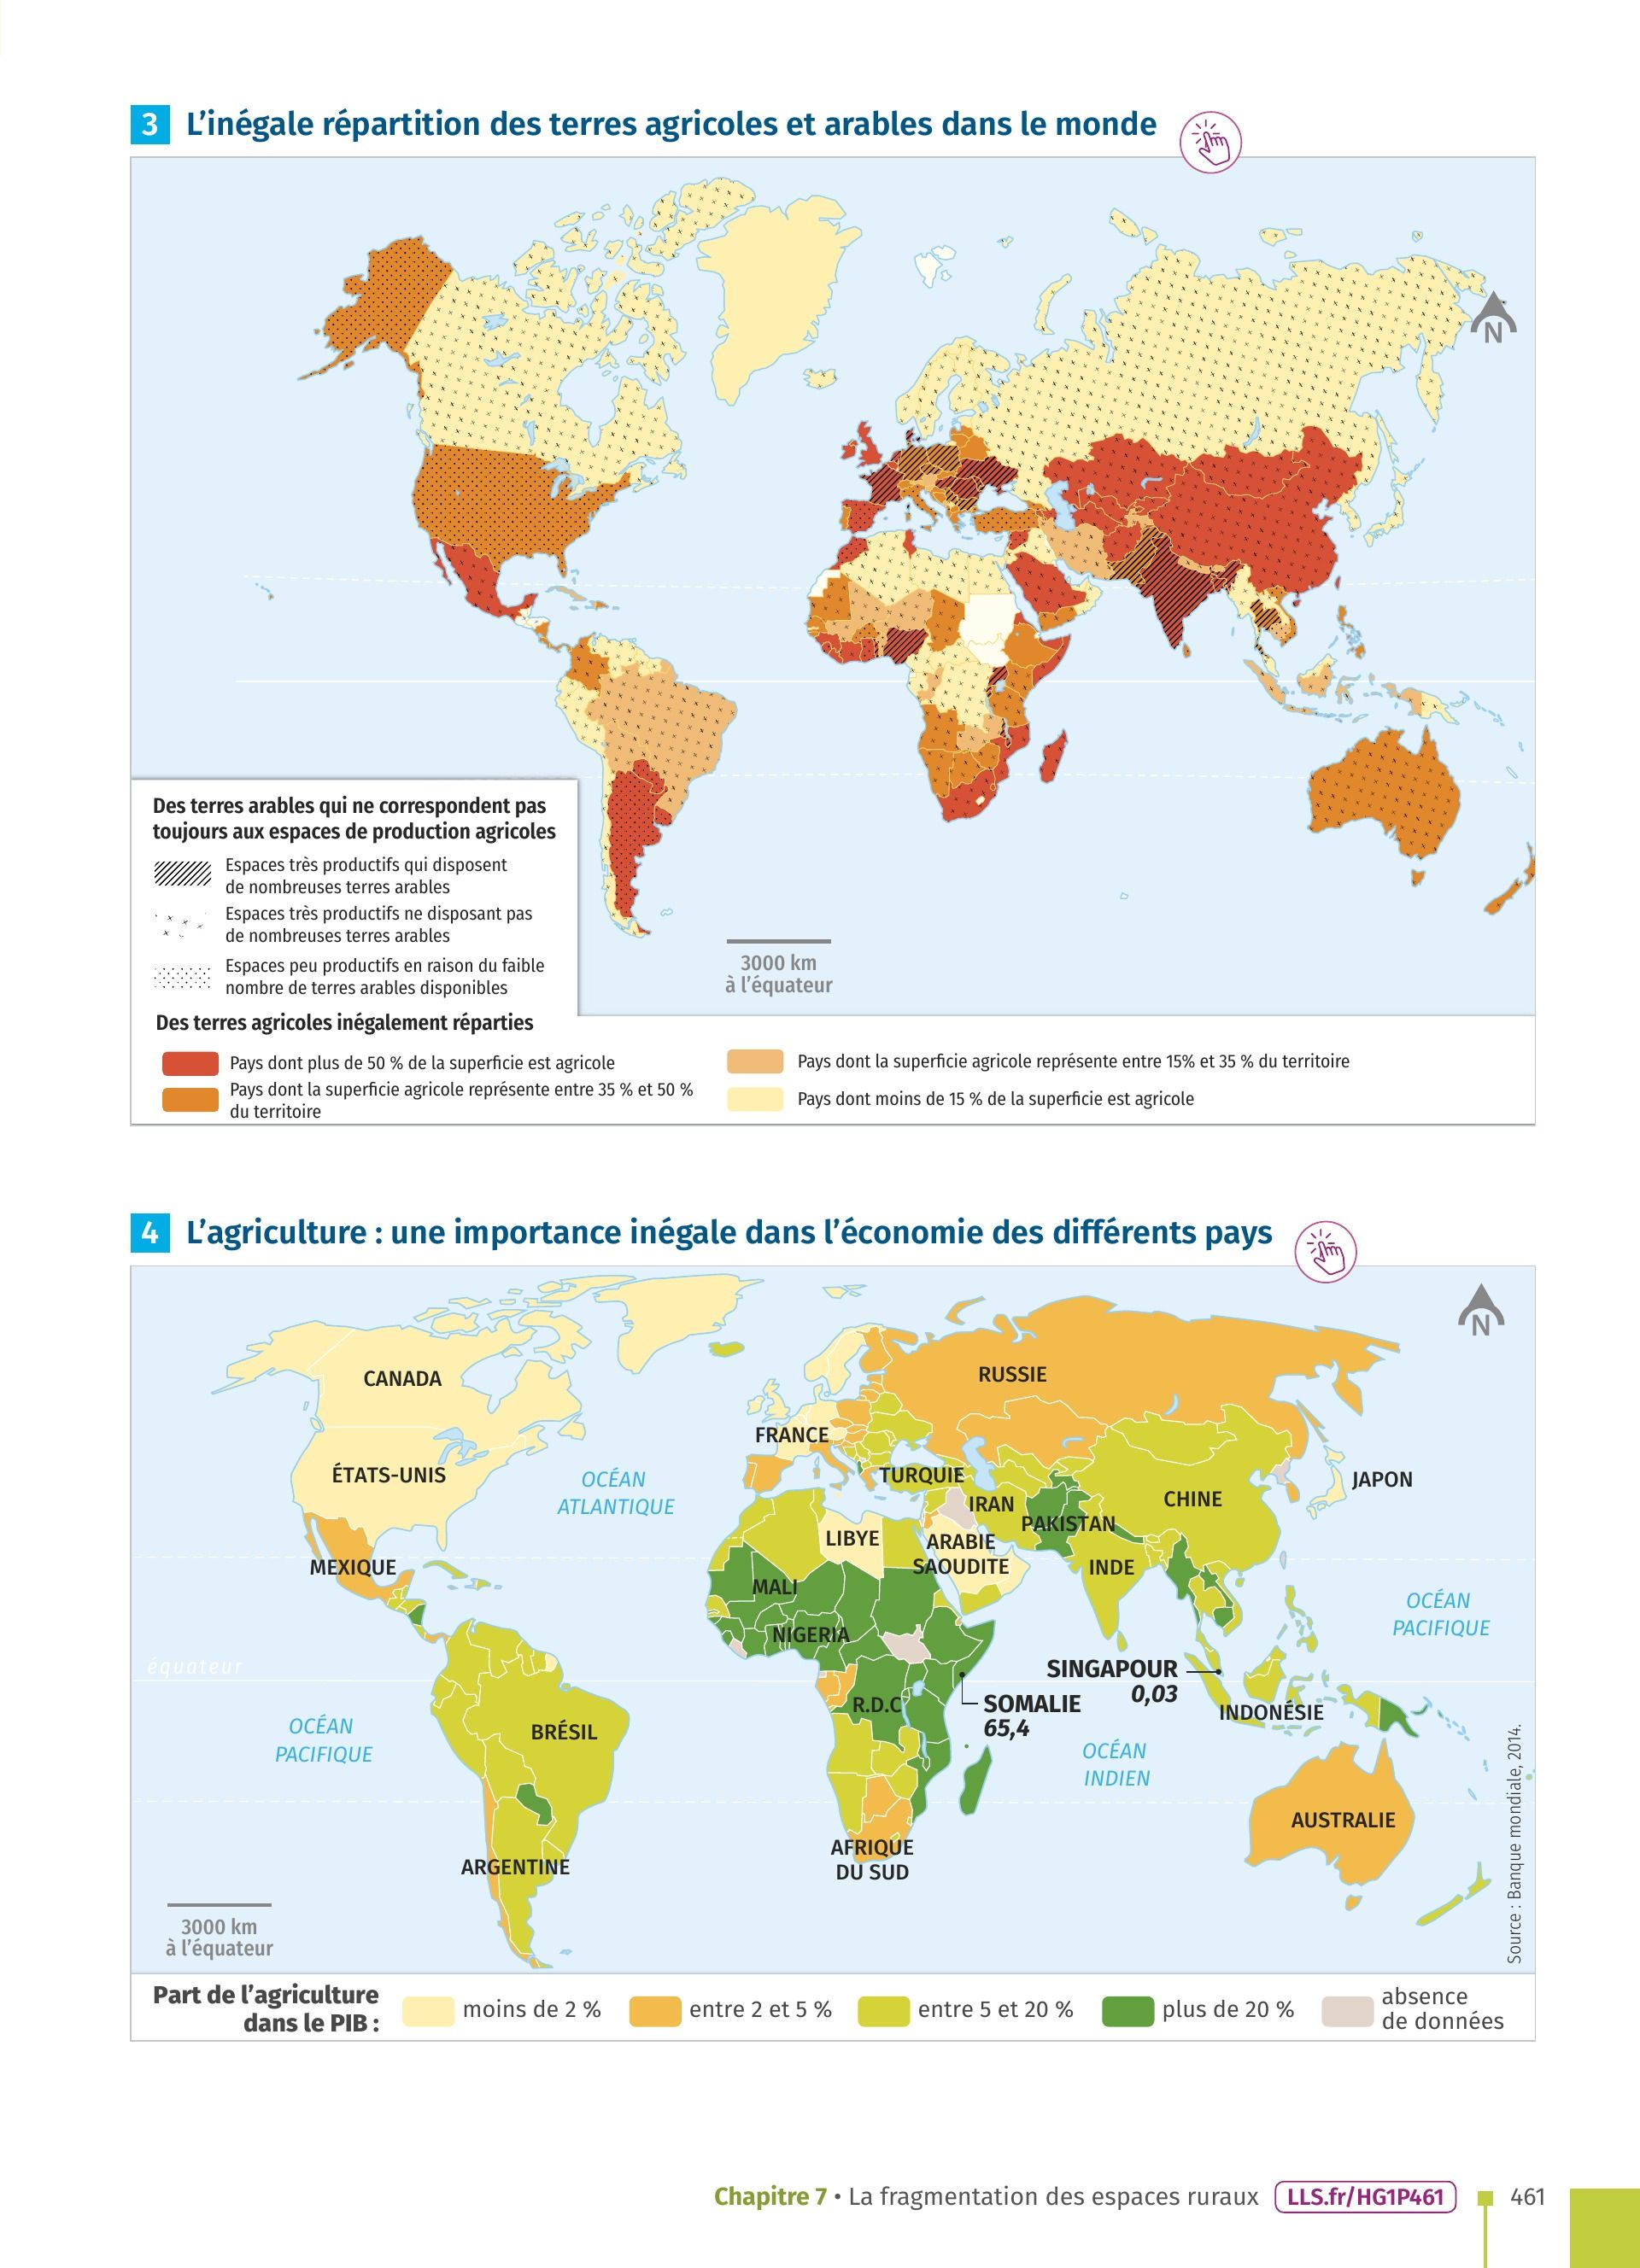 3 L’inégale répartition des terres agricoles et arables dans le monde
N
Des terres arables qui ne correspondent pas
toujours aux espaces de production agricoles
Espaces très productifs qui disposent
de nombreuses terres arables
Espaces très productifs ne disposant pas
de nombreuses terres arables
Espaces peu productifs en raison du faible
nombre de terres arables disponibles
3000 km
à l’équateur
Des terres agricoles inégalement réparties
Pays dont plus de 50 % de la superficie est agricole
Pays dont la superficie agricole représente entre 35 % et 50 %
du territoire
Pays dont la superficie agricole représente entre 15% et 35 % du territoire
Pays dont moins de 15 % de la superficie est agricole
4 L’agriculture : une importance inégale dans l’économie des différents pays
N
CANADA
RUSSIE
FRANCE
ÉTATS-UNIS
OCÉAN
ATLANTIQUE
TURQUIE
JAPON
IRAN
CHINE
PAKISTAN
LIBYE
ARABIE
SAOUDITE
MEXIQUE
INDE
MALI
OCÉAN
PACIFIQUE
NIGERIA
équateur
SINGAPOUR
0,03
R.D.C
SOMALIE
65,4
INDONÉSIE
OCÉAN
PACIFIQUE
BRÉSIL
OCÉAN
INDIEN
AUSTRALIE
AFRIQUE
DU SUD
ARGENTINE
3000 km
à l’équateur
Source : Banque mondiale, 2014.
Part de l’agriculture
dans le PIB :
moins de 2 %
entre 2 et 5 %
entre 5 et 20 %
plus de 20 %
absence
de données
Chapitre 7 • La fragmentation des espaces ruraux LLS.fr/HG1P461 461